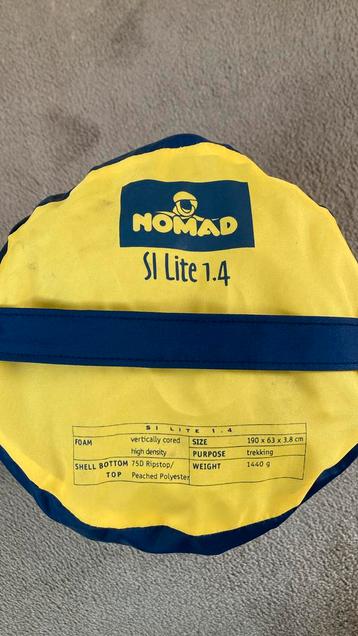 NOMAD
SI Lite 1.4
SI LITE 1.4
FOAM vertically cored SIZE 190 x 63 x 3.8 cm
high density PURPOSE trekking
SHELL BOTTOM 75D Ripstop/ WEIGHT 1440 g
TOP Peached Polyester